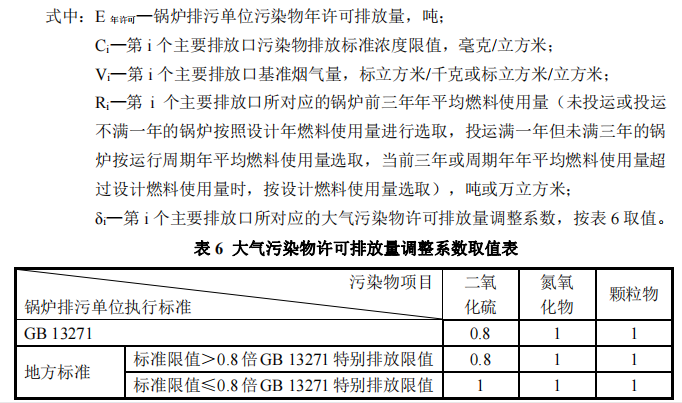 式中：E 年许可—锅炉排污单位污染物年许可排放量，吨；
Ci—第 i 个主要排放口污染物排放标准浓度限值，毫克/立方米；
Vi—第 i 个主要排放口基准烟气量，标立方米/千克或标立方米/立方米；
Ri—第 i 个主要排放口所对应的锅炉前三年年平均燃料使用量（未投运或投运
不满一年的锅炉按照设计年燃料使用量进行选取，投运满一年但未满三年的锅
炉按运行周期年平均燃料使用量选取，当前三年或周期年年平均燃料使用量超
过设计燃料使用量时，按设计燃料使用量选取），吨或万立方米；
δi—第 i 个主要排放口所对应的大气污染物许可排放量调整系数，按表 6 取值。
表 6 大气污染物许可排放量调整系数取值表
污染物项目 二氧化硫 氮氧化物 颗粒物
锅炉排污单位执行标准
GB 13271 0.8 1 1
地方标准 标准限值＞0.8 倍 GB 13271 特别排放限值 0.8 1 1
标准限值≤0.8 倍 GB 13271 特别排放限值 1 1 1